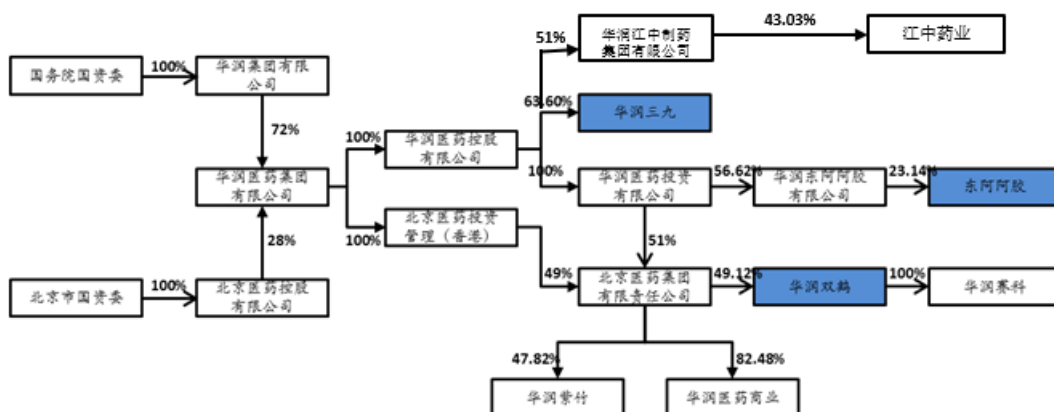 43.03%
51%
华润江中制药
集团有限公司
江中药业
国务院国资委
100%
华润集团有限
公司
63.60%
华润三九
72%
100%
华润医药控股
有限公司
华润医药集团
有限公司
100%
华润医药投资
有限公司
56.62%
华润东阿阿胶
有限公司
23.14%
东阿阿胶
北京医药投资
管理（香港）
100%
28%
51%
49%
北京市国资委
100%
北京医药控股
有限公司
北京医药集团
有限责任公司
49.12%
华润双鹤
100%
华润赛科
47.82%
82.48%
华润紫竹
华润医药商业